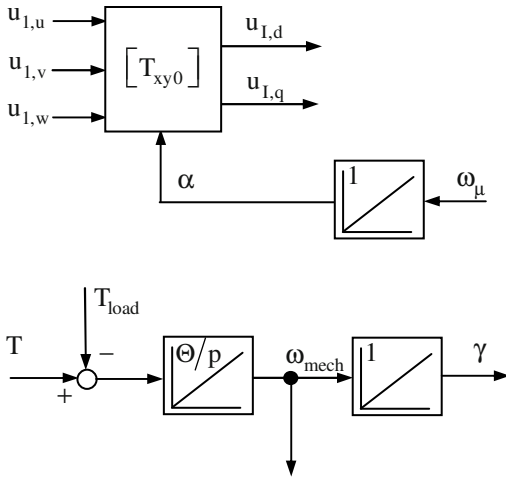 u1,u
u1,v
u1,w
[Txy0]
uI,d
uI,q
α
1
ωμ
Tload
T
−
+
Θ/p
ωmech
1
γ